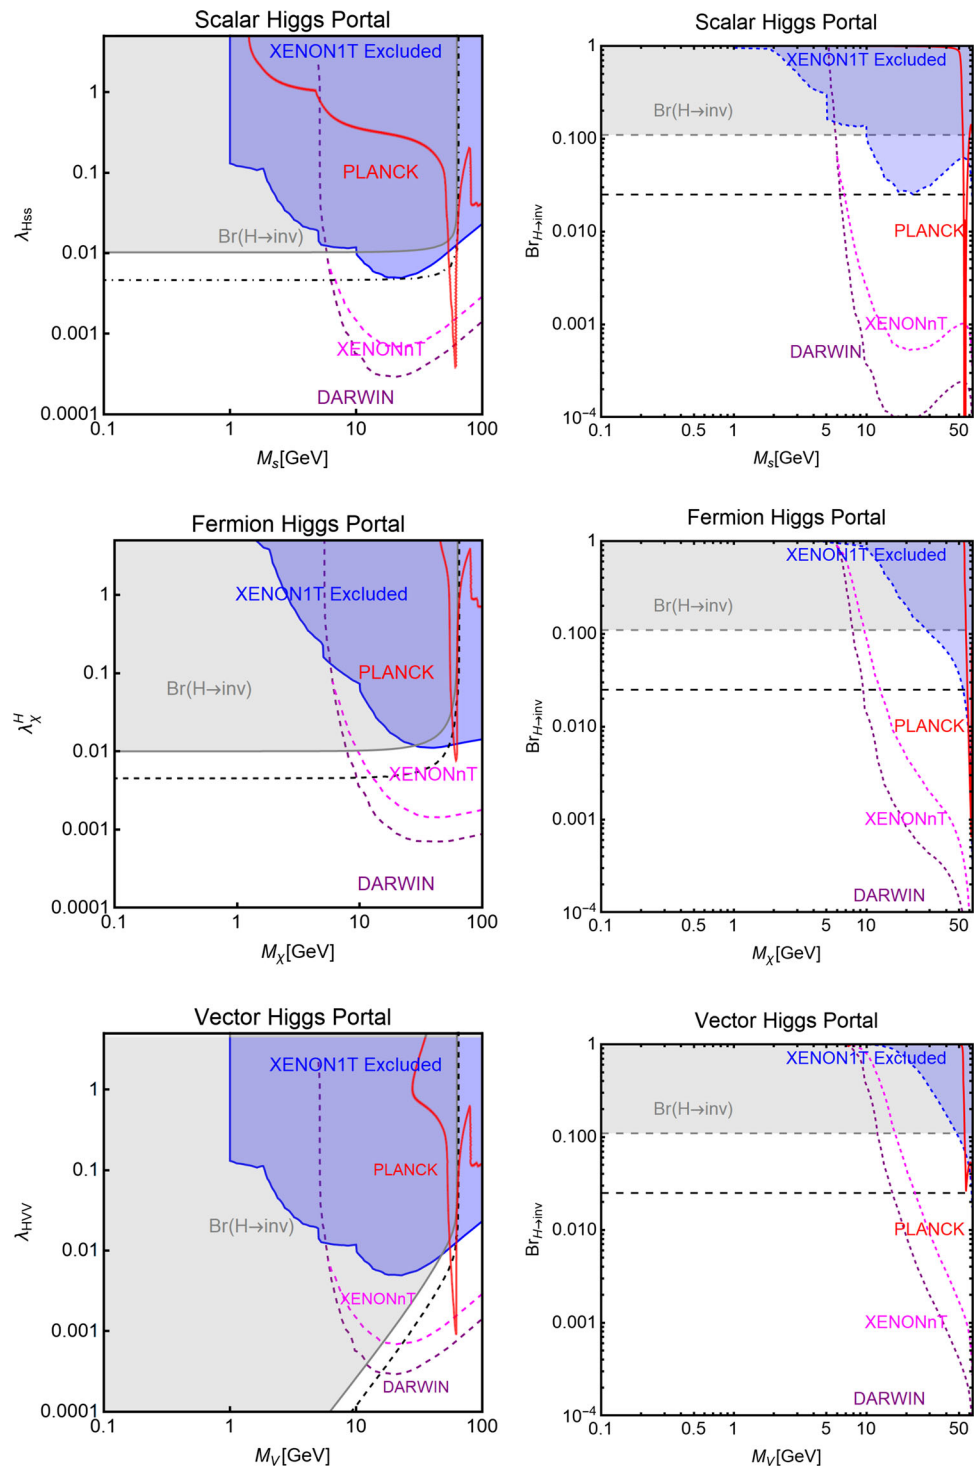 Scalar Higgs Portal
XENON1T Excluded
PLANCK
Br(H→inv)
XENONnT
DARWIN
1
0.1
0.01
0.001
0.0001
λHss
0.1 1 10 100
Ms[GeV]
Scalar Higgs Portal
XENON1T Excluded
Br(H→inv)
PLANCK
XENONnT
DARWIN
1
0.100
0.010
0.001
10⁻⁴
BrH→inv
0.1 0.5 1 5 10 50
Ms[GeV]
Fermion Higgs Portal
XENON1T Excluded
PLANCK
Br(H→inv)
XENONnT
DARWIN
1
0.1
0.01
0.001
0.0001
λχH
0.1 1 10 100
Mχ[GeV]
Fermion Higgs Portal
XENON1T Excluded
Br(H→inv)
PLANCK
XENONnT
DARWIN
1
0.100
0.010
0.001
10⁻⁴
BrH→inv
0.1 0.5 1 5 10 50
Mχ[GeV]
Vector Higgs Portal
XENON1T Excluded
PLANCK
Br(H→inv)
XENONnT
DARWIN
1
0.1
0.01
0.001
0.0001
λHVV
0.1 1 10 100
MV[GeV]
Vector Higgs Portal
XENON1T Excluded
Br(H→inv)
PLANCK
XENONnT
DARWIN
1
0.100
0.010
0.001
10⁻⁴
BrH→inv
0.1 0.5 1 5 10 50
MV[GeV]